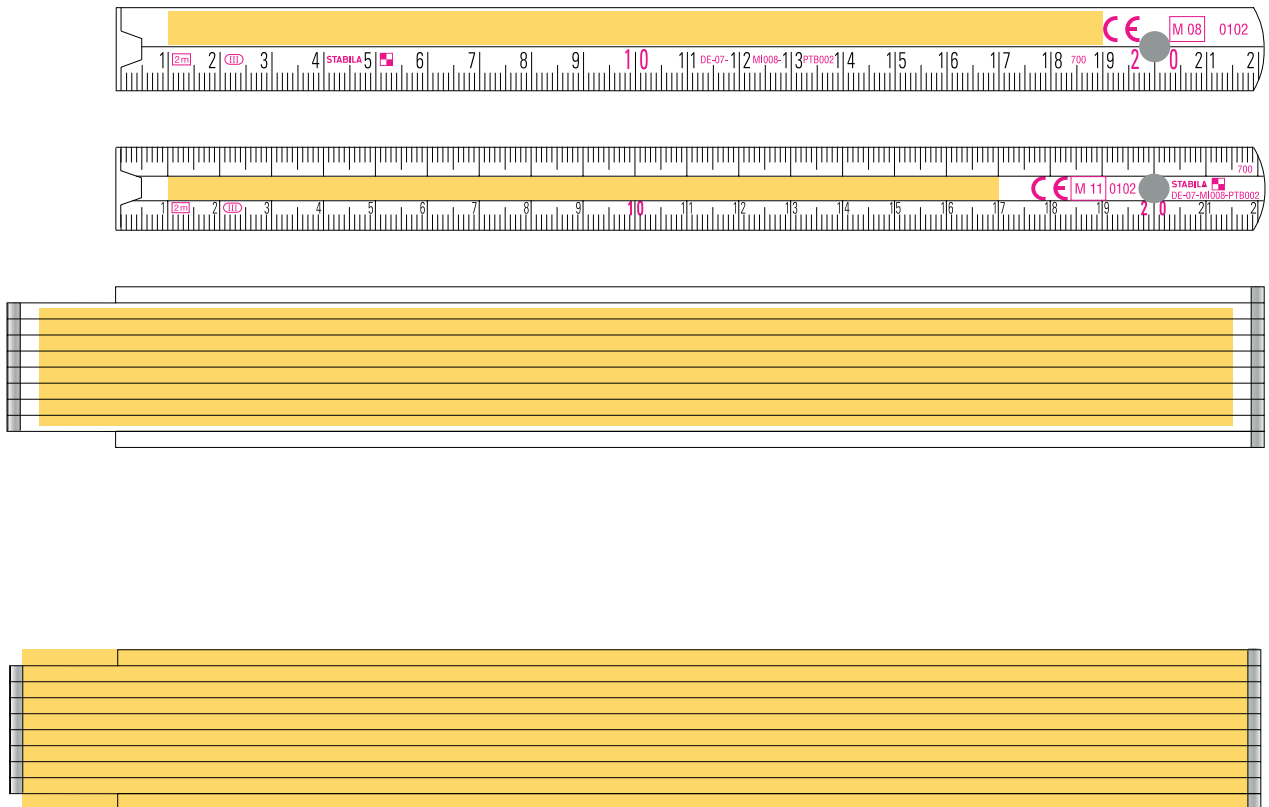 CE M 08 0102
1 2m III 2 3 4 STABILA 5 6 7 8 9 10 DE-07- 11 12 MI008- 13 PTB002 14 15 16 17 18 700 19 20 21 2
700
CE M 11 0102 STABILA
DE-07-MI008-PTB002
1 2m 2 III 3 4 5 6 7 8 9 10 11 12 13 14 15 16 17 18 19 20 21 2